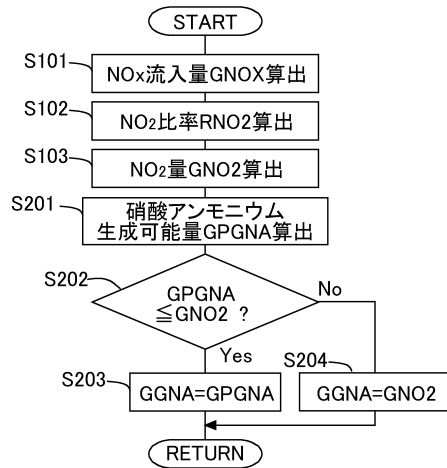 START
S101
NOx流入量GNOX算出
S102
NO2比率RNO2算出
S103
NO2量GNO2算出
S201
硝酸アンモニウム
生成可能量GPGNA算出
S202
GPGNA
≦GNO2 ?
No
Yes
S203
GGNA=GPGNA
S204
GGNA=GNO2
RETURN